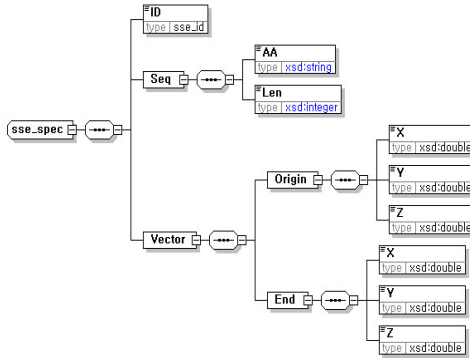 ID
type sse_id
AA
type xsd:string
Seq
Len
type xsd:integer
sse_spec
X
type xsd:double
Origin
Y
type xsd:double
Z
type xsd:double
Vector
X
type xsd:double
End
Y
type xsd:double
Z
type xsd:double